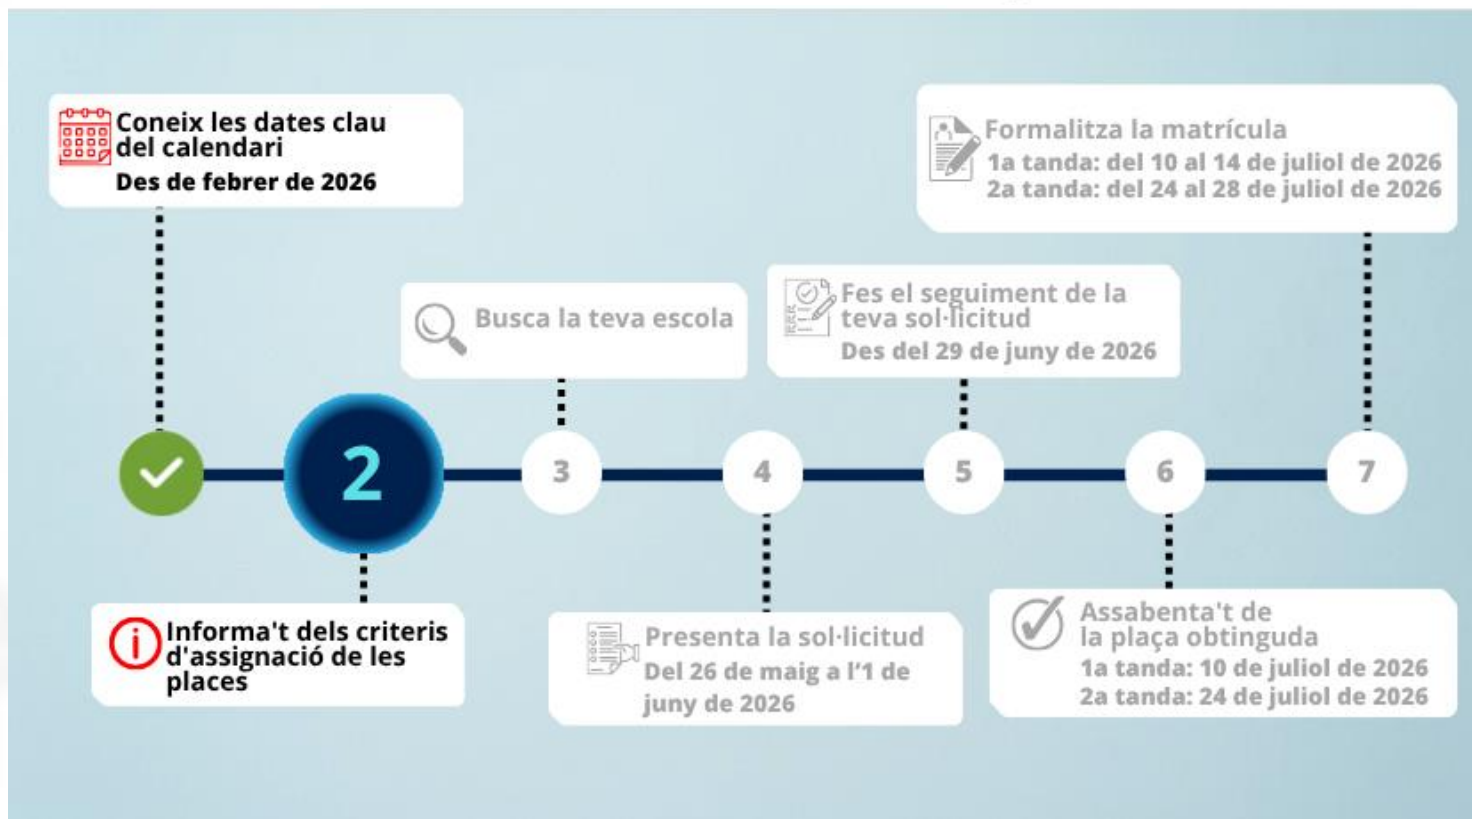 Coneix les dates clau
del calendari
Des de febrer de 2026
Formalitza la matrícula
1a tanda: del 10 al 14 de juliol de 2026
2a tanda: del 24 al 28 de juliol de 2026
Busca la teva escola
Fes el seguiment de la
teva sol·licitud
Des del 29 de juny de 2026
2
3
4
5
6
7
Informa't dels criteris
d'assignació de les
places
Presenta la sol·licitud
Del 26 de maig a l'1 de
juny de 2026
Assabenta't de
la plaça obtinguda
1a tanda: 10 de juliol de 2026
2a tanda: 24 de juliol de 2026